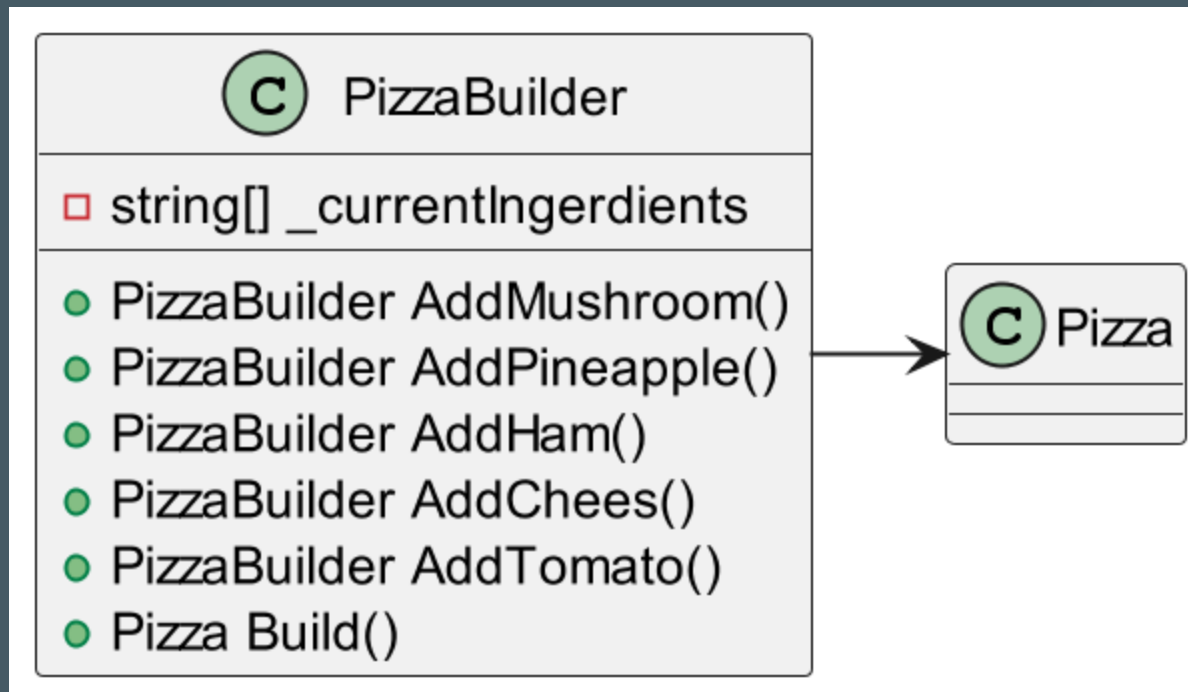 C PizzaBuilder
string[] _currentIngerdients
PizzaBuilder AddMushroom()
PizzaBuilder AddPineapple()
PizzaBuilder AddHam()
PizzaBuilder AddChees()
PizzaBuilder AddTomato()
Pizza Build()
C Pizza